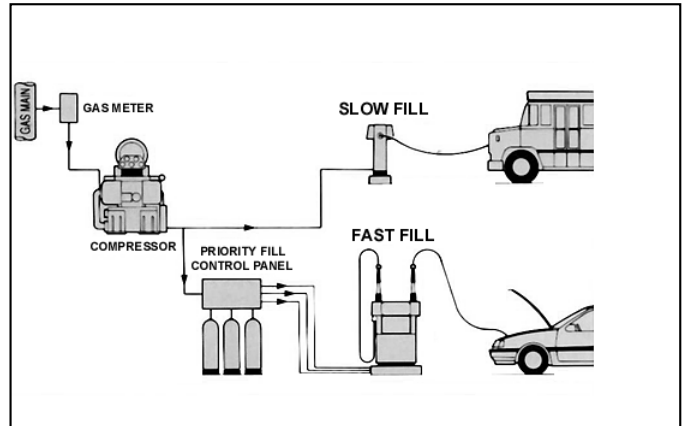 GAS MAIN
GAS METER
SLOW FILL
COMPRESSOR
PRIORITY FILL
CONTROL PANEL
FAST FILL